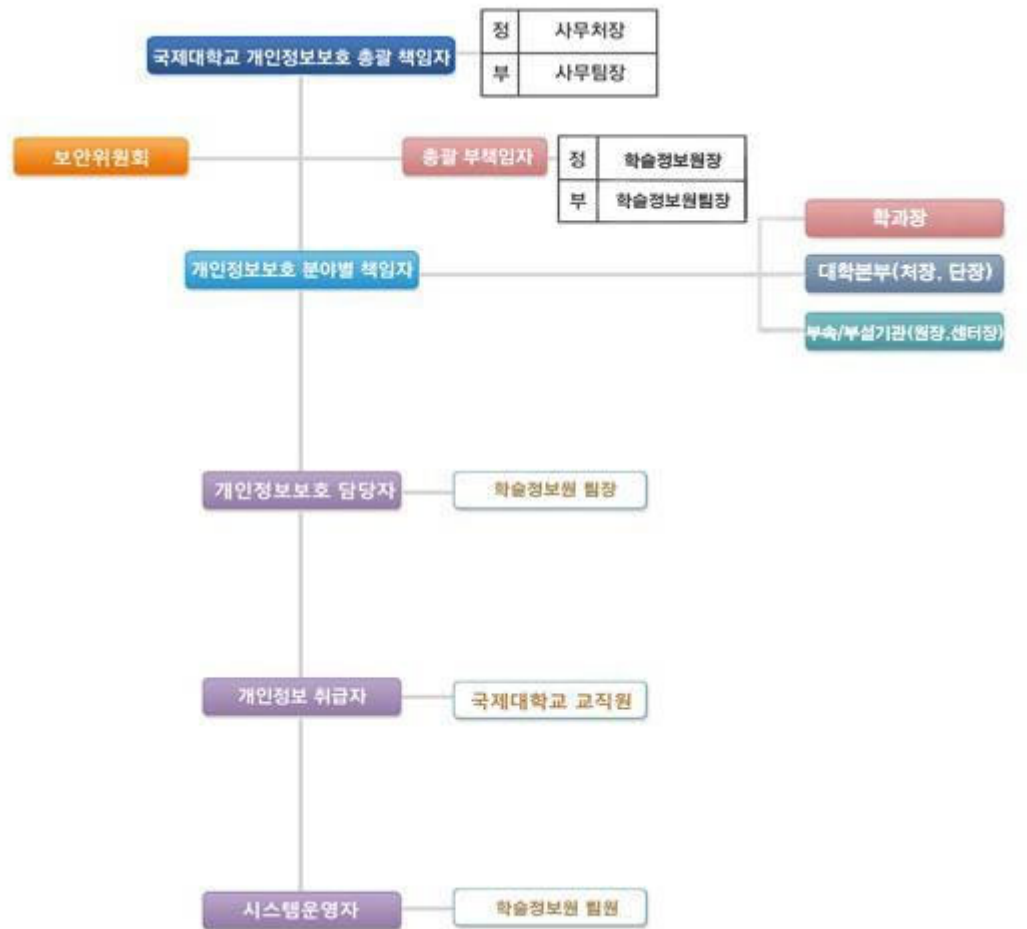 국제대학교 개인정보보호 총괄 책임자
정 사무처장
부 사무팀장
보안위원회
총괄 부책임자
정 학술정보원장
부 학술정보원팀장
학과장
개인정보보호 분야별 책임자
대학본부(처장, 단장)
부속/부설기관(원장,센터장)
개인정보보호 담당자
학술정보원 팀장
개인정보 취급자
국제대학교 교직원
시스템운영자
학술정보원 팀원